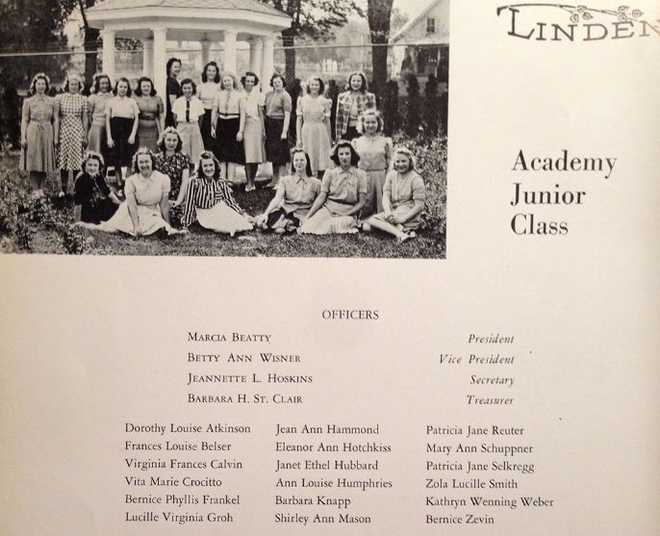 LINDEN
Academy
Junior
Class
OFFICERS
MARCIA BEATTY President
BETTY ANN WISNER Vice President
JEANNETTE L. HOSKINS Secretary
BARBARA H. ST. CLAIR Treasurer
Dorothy Louise Atkinson
Frances Louise Belser
Virginia Frances Calvin
Vita Marie Crocitto
Bernice Phyllis Frankel
Lucille Virginia Groh
Jean Ann Hammond
Eleanor Ann Hotchkiss
Janet Ethel Hubbard
Ann Louise Humphries
Barbara Knapp
Shirley Ann Mason
Patricia Jane Reuter
Mary Ann Schuppner
Patricia Jane Selkregg
Zola Lucille Smith
Kathryn Wenning Weber
Bernice Zevin